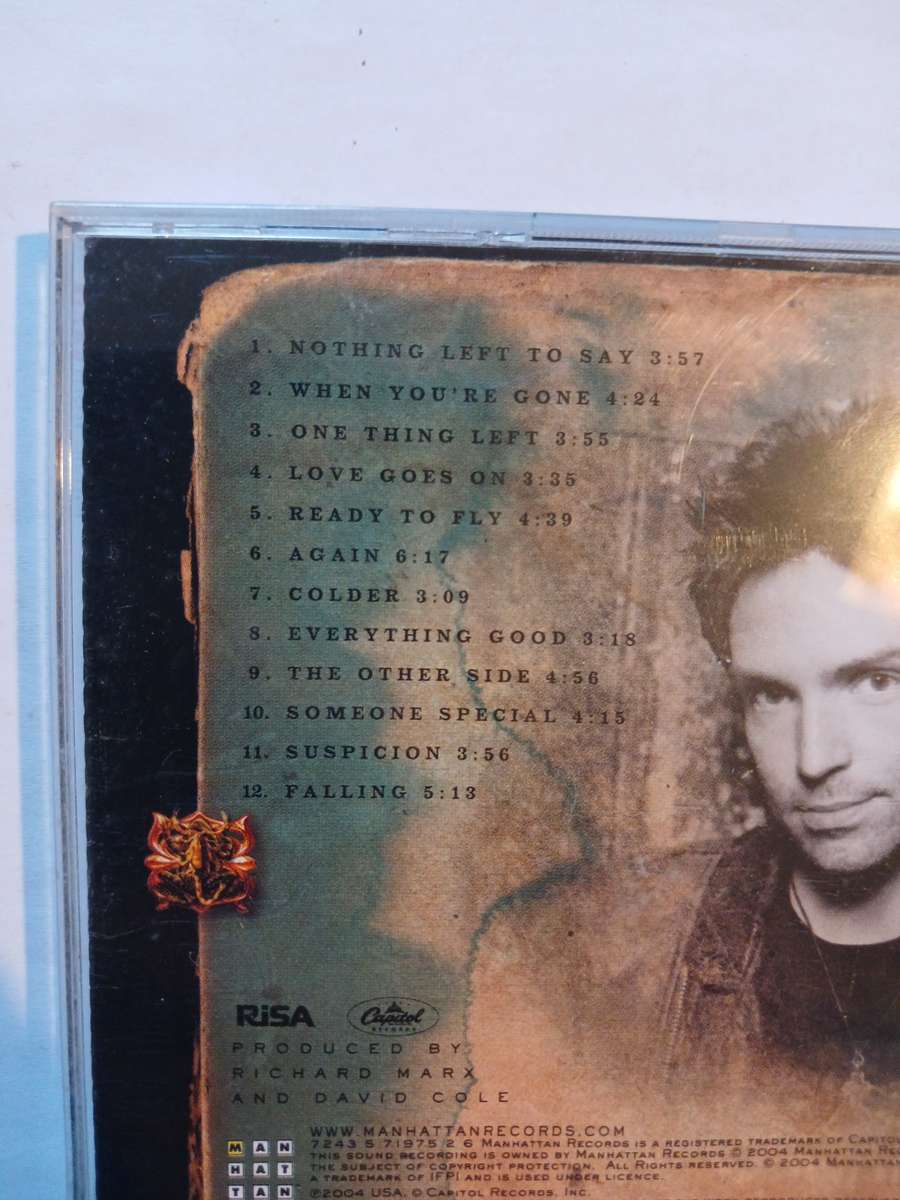 1. NOTHING LEFT TO SAY 3:57
2. WHEN YOU'RE GONE 4:24
3. ONE THING LEFT 3:55
4. LOVE GOES ON 3:35
5. READY TO FLY 4:39
6. AGAIN 6:17
7. COLDER 3:09
8. EVERYTHING GOOD 3:18
9. THE OTHER SIDE 4:56
10. SOMEONE SPECIAL 4:15
11. SUSPICION 3:56
12. FALLING 5:13
RiSA Capitol RECORDS
PRODUCED BY
RICHARD MARX
AND DAVID COLE
WWW.MANHATTANRECORDS.COM
7243 5 71975 2 6 MANHATTAN RECORDS IS A REGISTERED TRADEMARK OF CAPITOL
THIS SOUND RECORDING IS OWNED BY MANHATTAN RECORDS © 2004 MANHATTAN
THE SUBJECT OF COPYRIGHT PROTECTION. ALL RIGHTS RESERVED. © 2004 MANHATTAN
A TRADEMARK OF IFPI AND IS USED UNDER LICENCE.
©2004 USA, © CAPITOL RECORDS, INC.
MAN
HAT
TAN